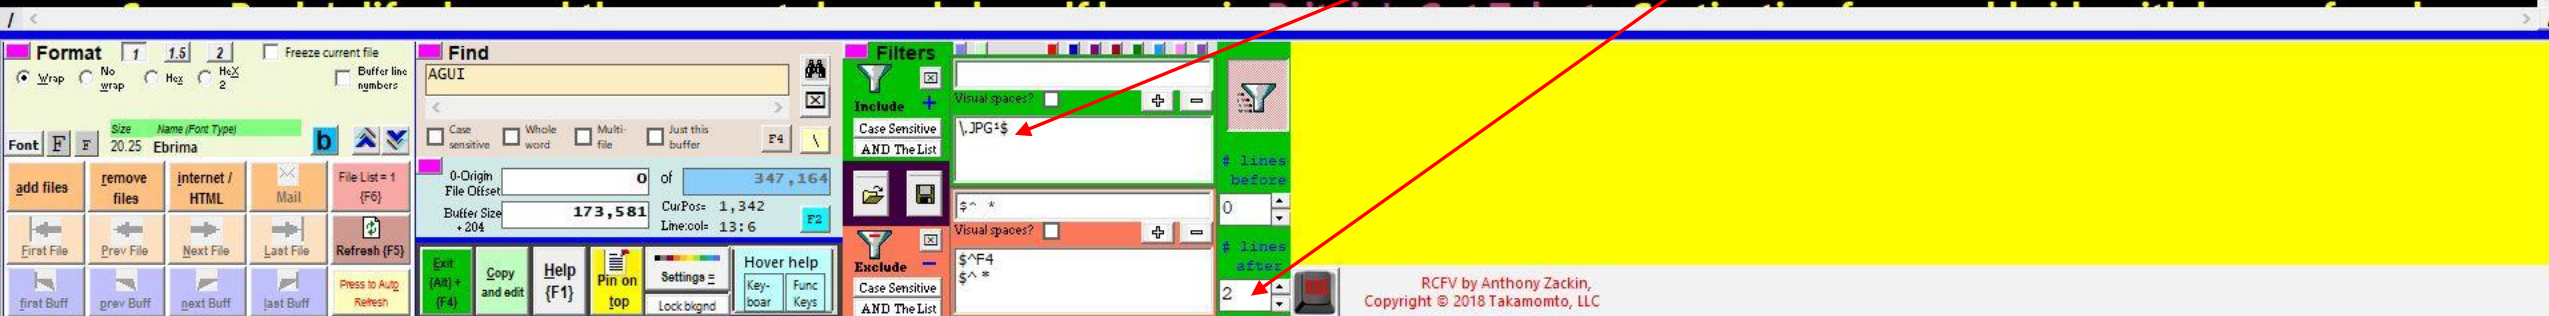 / <
>
Format 1 1.5 2 Freeze current file
Wrap No wrap Hex HeX 2 Buffer line numbers
Size Name (Font Type)
Font F F 20.25 Ebrima b
add files remove files internet / HTML Mail File List = 1 {F6}
First File Prev File Next File Last File Refresh {F5}
first Buff prev Buff next Buff last Buff Press to Auto Refresh
Find
AGUI
< >
Case sensitive Whole word Multi-file Just this buffer F4 \
0-Origin File Offset 0 of 347,164
Buffer Size + 204 173,581 CurPos= 1,342 F2
Line:col= 13:6
Exit (Alt) + {F4} Copy and edit Help {F1} Pin on top Settings = Lock bkgnd
Hover help
Key-boar Func Keys
Filters
Include +
Visual spaces? + -
Case Sensitive
AND The List
\.JPG‡$
$^ *
Visual spaces? + -
Exclude -
Case Sensitive
AND The List
$^F4
$^ *
# lines before
0
# lines after
2
RCFV by Anthony Zackin,
Copyright © 2018 Takamomto, LLC